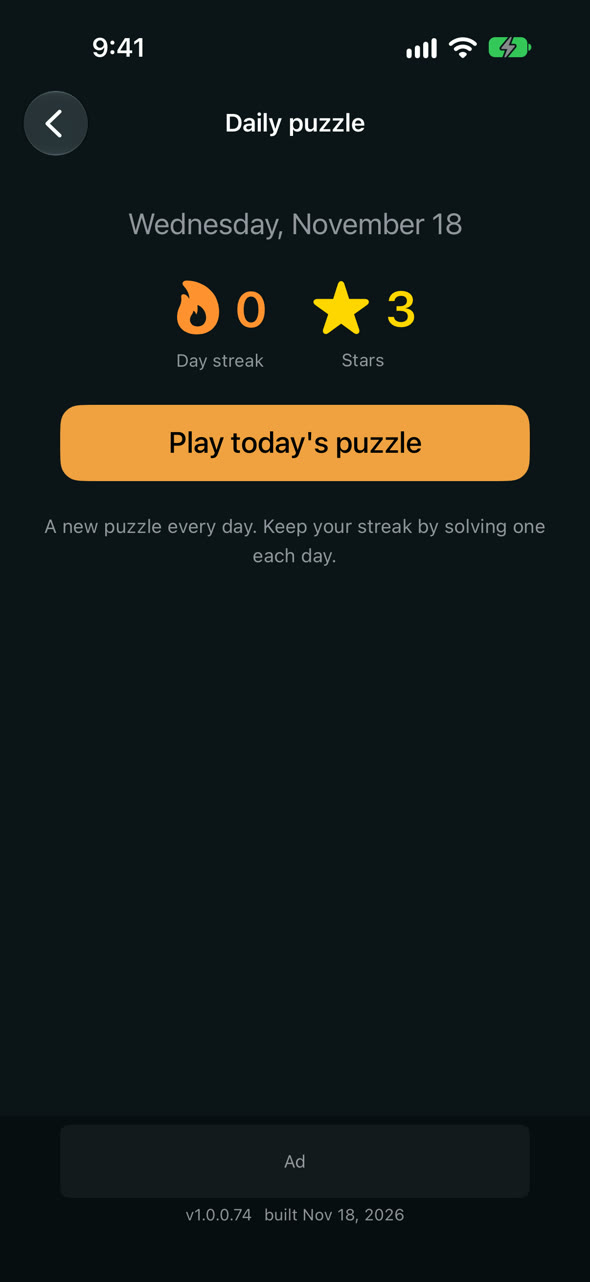 9:41
Daily puzzle
Wednesday, November 18
0 3
Day streak Stars
Play today's puzzle
A new puzzle every day. Keep your streak by solving one
each day.
Ad
v1.0.0.74 built Nov 18, 2026